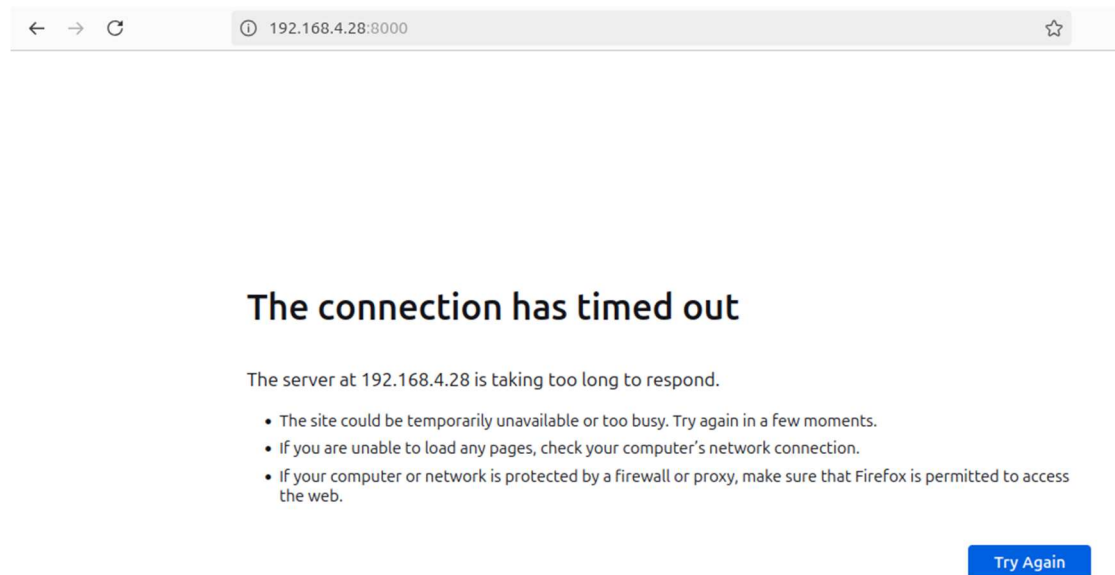 192.168.4.28:8000
The connection has timed out
The server at 192.168.4.28 is taking too long to respond.
• The site could be temporarily unavailable or too busy. Try again in a few moments.
• If you are unable to load any pages, check your computer’s network connection.
• If your computer or network is protected by a firewall or proxy, make sure that Firefox is permitted to access
the web.
Try Again